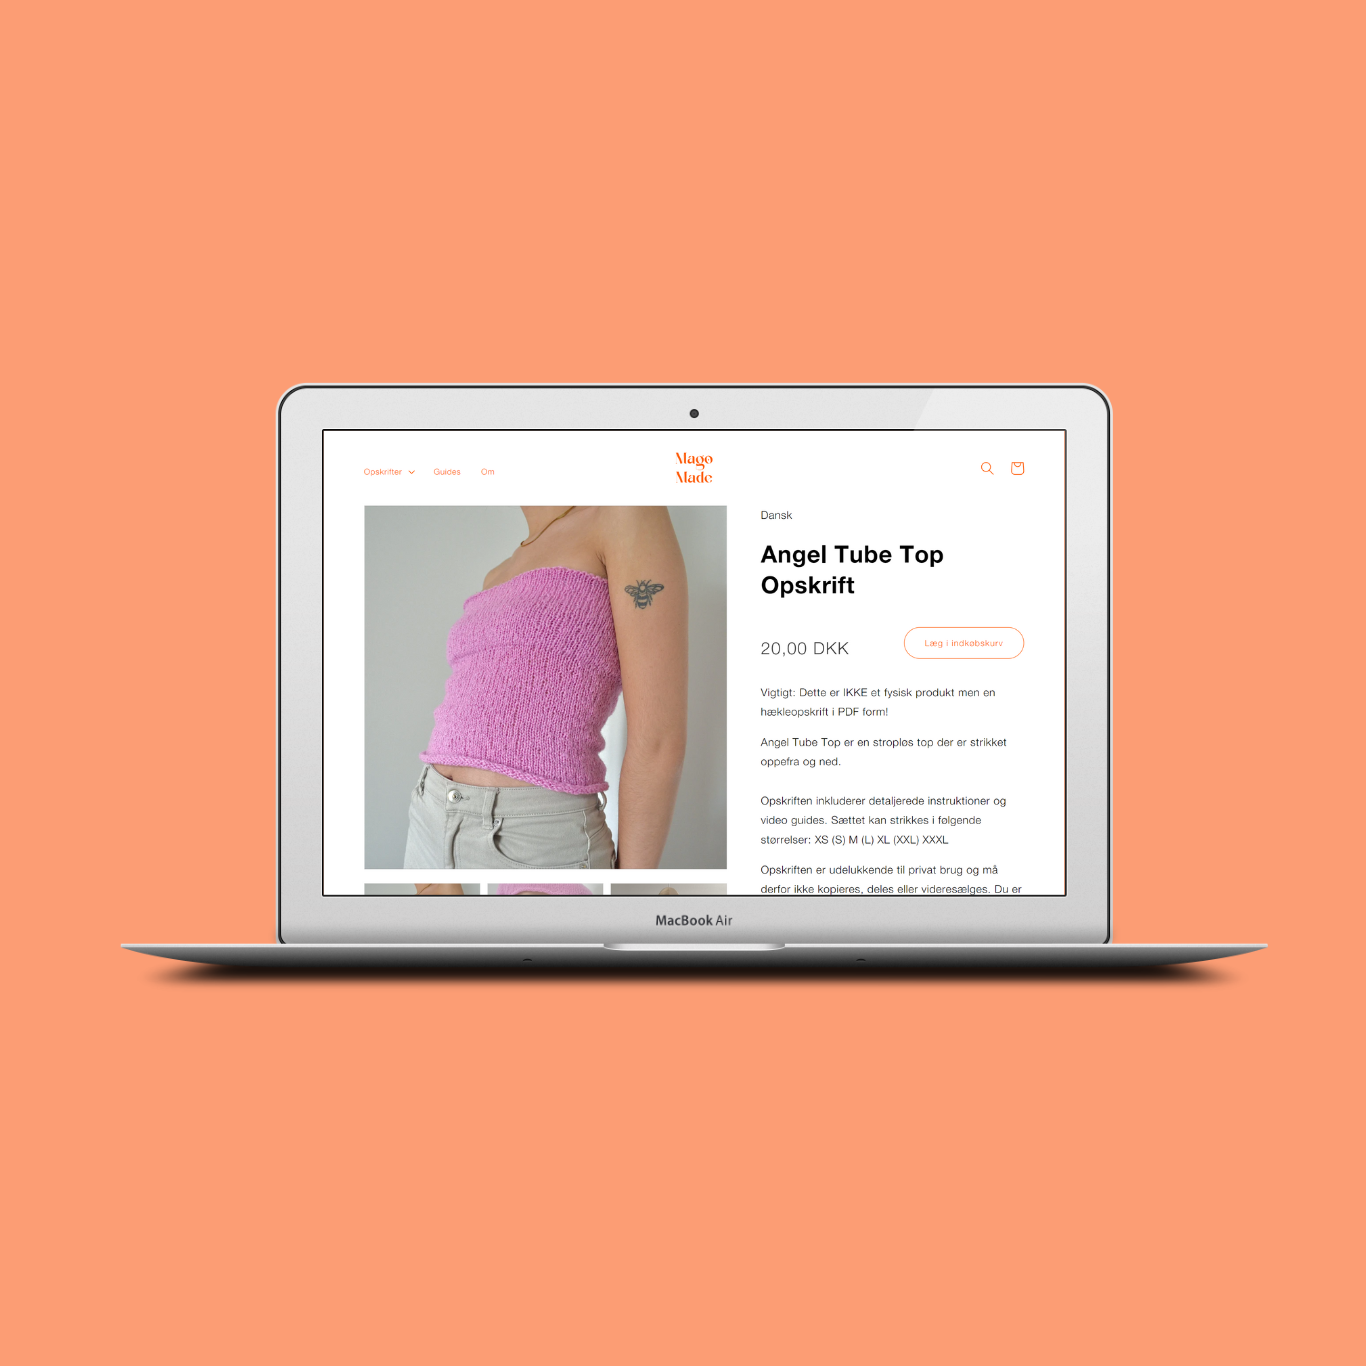 Opskrifter Guides Om
Mago
Made
Dansk
Angel Tube Top
Opskrift
20,00 DKK
Læg i indkøbskurv
Vigtigt: Dette er IKKE et fysisk produkt men en
hækleopskrift i PDF form!
Angel Tube Top er en stropløs top der er strikket
oppefra og ned.
Opskriften inkluderer detaljerede instruktioner og
video guides. Sættet kan strikkes i følgende
størrelser: XS (S) M (L) XL (XXL) XXXL
Opskriften er udelukkende til privat brug og må
derfor ikke kopieres, deles eller videresælges. Du er
MacBook Air